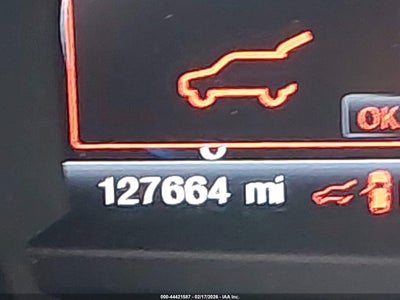 OK
127664 mi
000-44421587 - 02/17/2026 - IAA Inc.